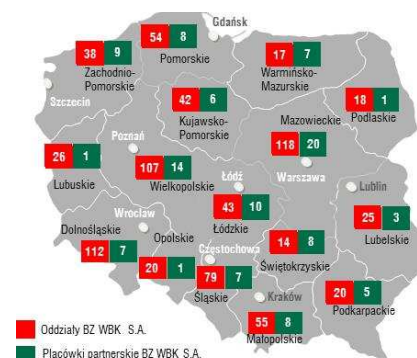 Gdańsk
54 8
38 9
Pomorskie
17 7
Zachodnio-
Pomorskie
Warmińsko-
Mazurskie
Szczecin
42 6
18 1
Kujawsko-
Pomorskie
Mazowieckie
Podlaskie
Poznań
118 20
26 1
107 14
Warszawa
Lubuskie
Wielkopolskie
Łódź
Lublin
43 10
25 3
Wrocław
Dolnośląskie
Łódzkie
Lubelskie
Opolskie
112 7
Częstochowa
14 8
20 1
79 7
Świętokrzyskie
Śląskie
20 5
Kraków
Podkarpackie
55 8
Małopolskie
Oddziały BZ WBK S.A.
Placówki partnerskie BZ WBK S.A.